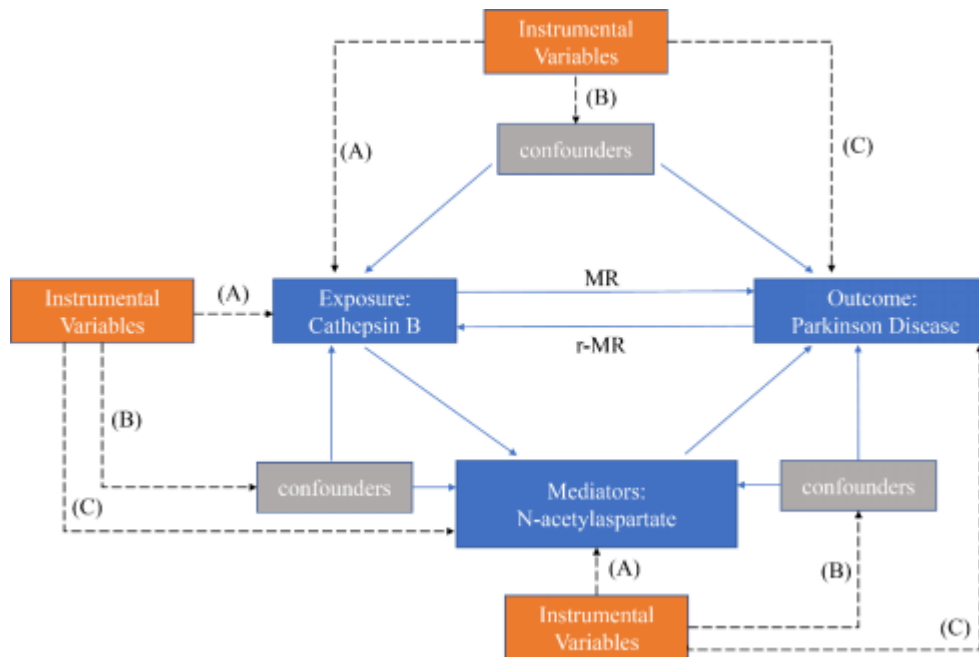 Instrumental
Variables
(B)
(A)
confounders
(C)
Instrumental
Variables
(A)
Exposure:
Cathepsin B
MR
r-MR
Outcome:
Parkinson Disease
(B)
(C)
confounders
Mediators:
N-acetylaspartate
confounders
(A)
(B)
Instrumental
Variables
(C)